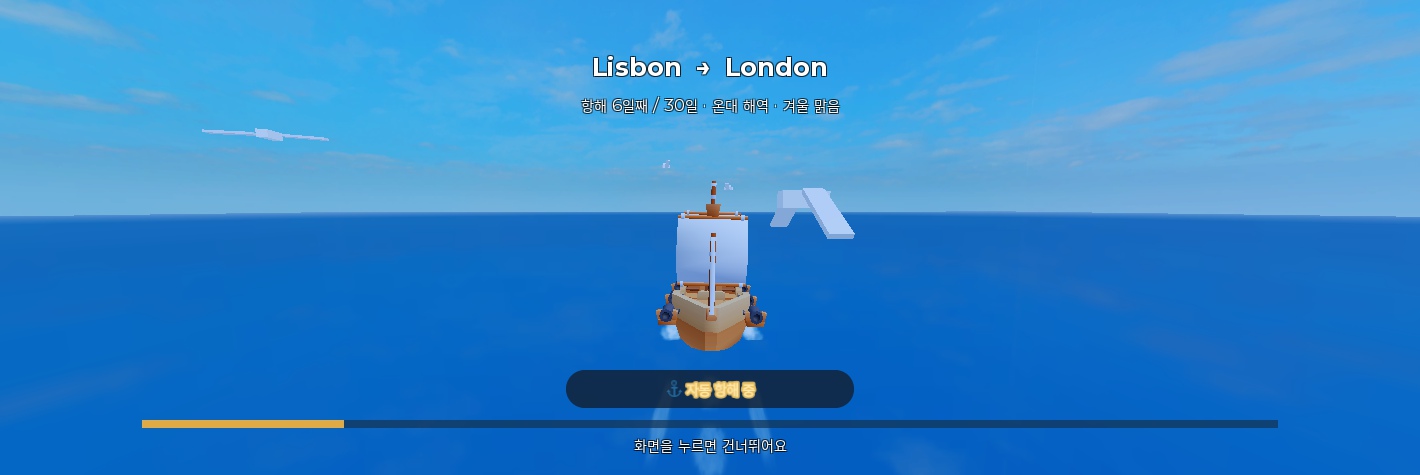 Lisbon → London
항해 6일째 / 30일 · 온대 해역 · 겨울 맑음
⚓ 자동 항해 중
화면을 누르면 건너뛰어요